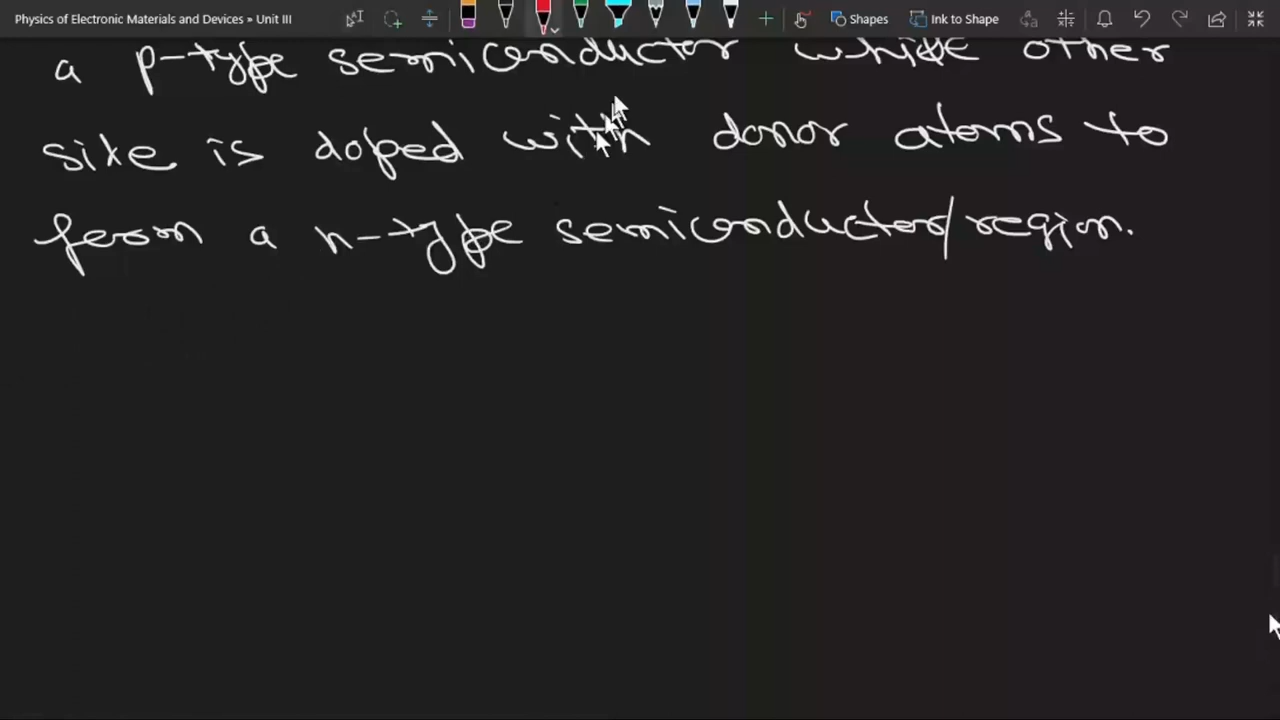 Physics of Electronic Materials and Devices » Unit III
Shapes
Ink to Shape
a p-type semiconductor while other
site is doped with donor atoms to
form a n-type semiconductor/region.